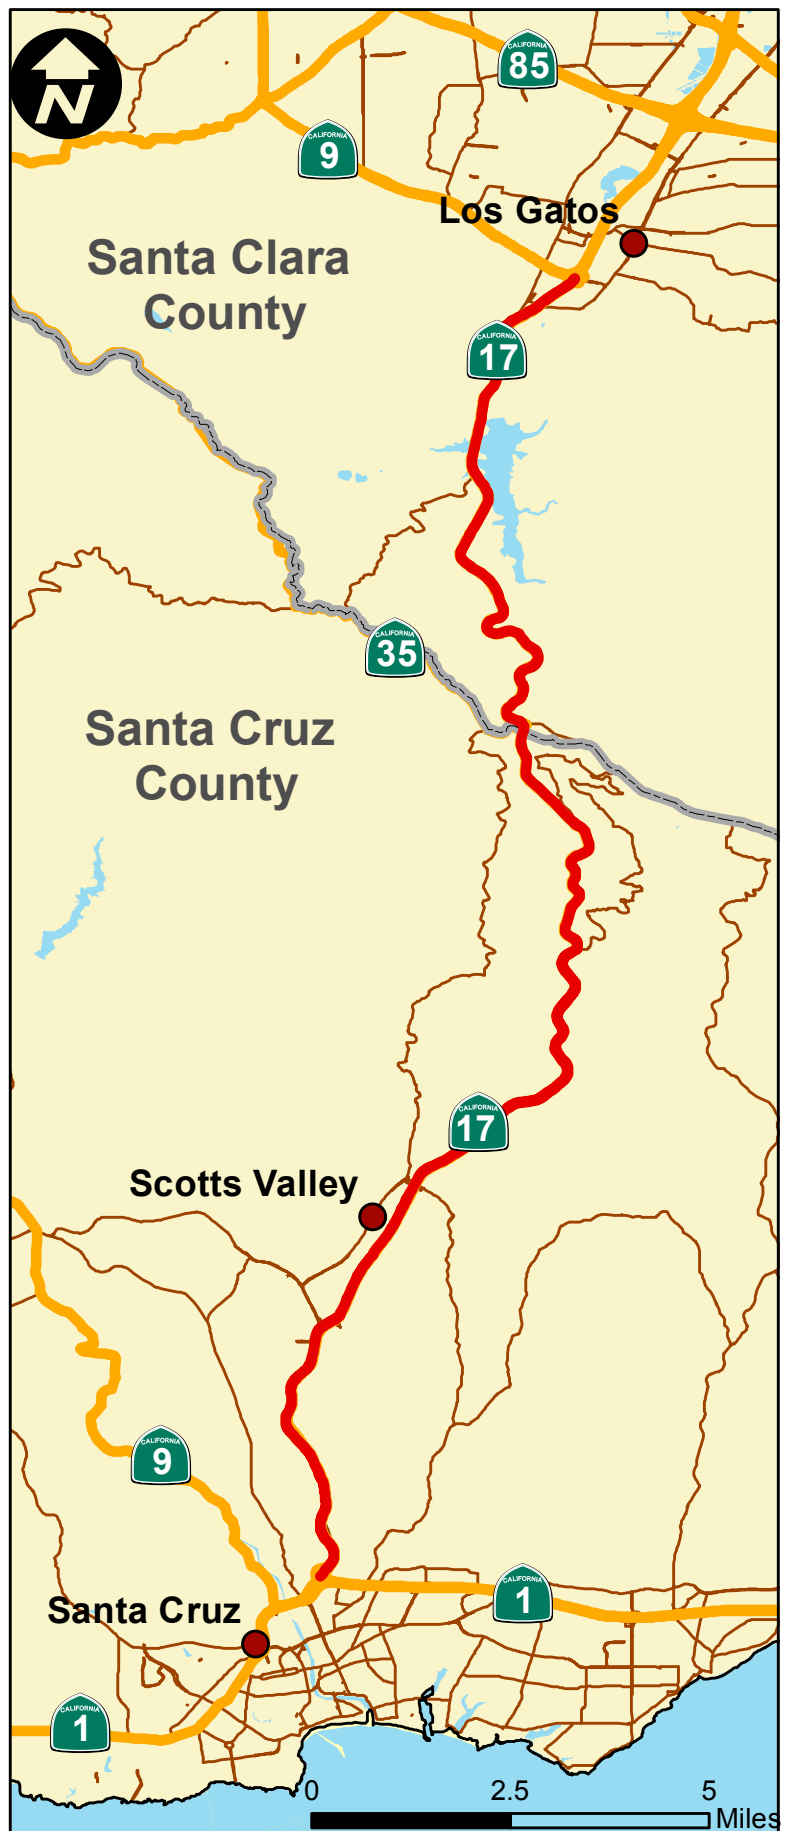 N
CALIFORNIA
85
CALIFORNIA
9
Los Gatos
Santa Clara
County
CALIFORNIA
17
CALIFORNIA
35
Santa Cruz
County
CALIFORNIA
17
Scotts Valley
CALIFORNIA
9
CALIFORNIA
1
Santa Cruz
CALIFORNIA
1
0 2.5 5
Miles